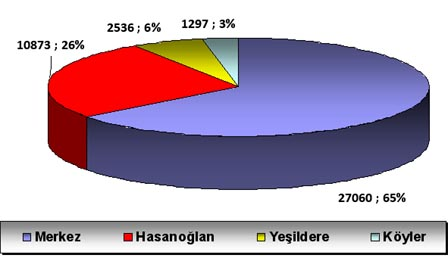 1297 ; 3%
2536 ; 6%
10873 ; 26%
27060 ; 65%
Merkez Hasanoğlan Yeşildere Köyler